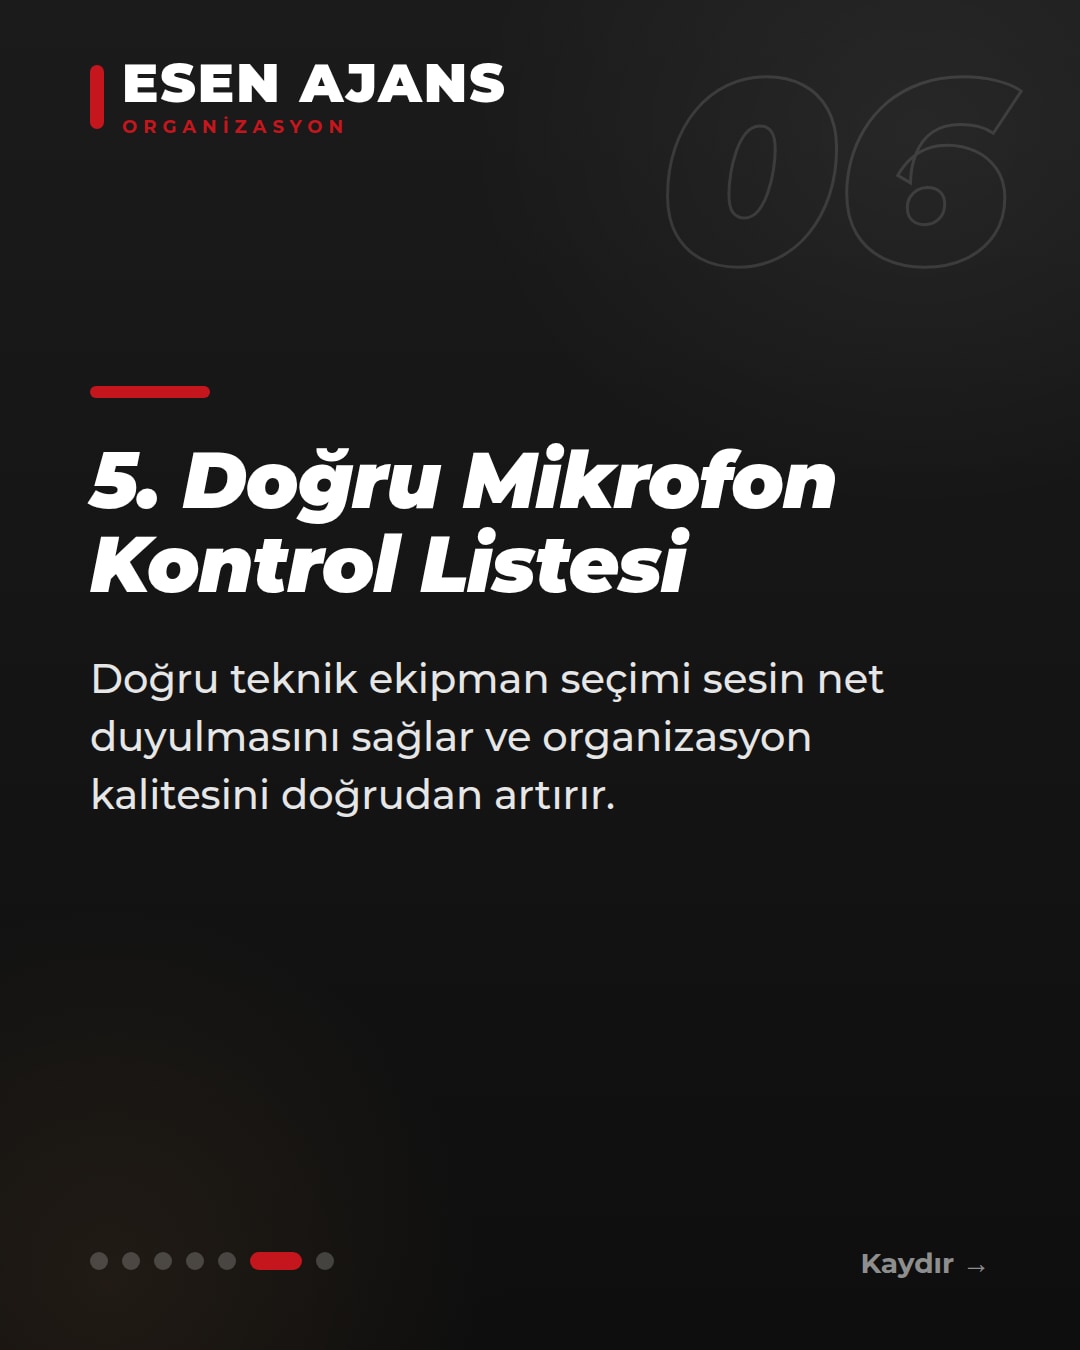 ESEN AJANS
ORGANİZASYON
06
5. Doğru Mikrofon
Kontrol Listesi
Doğru teknik ekipman seçimi sesin net
duyulmasını sağlar ve organizasyon
kalitesini doğrudan artırır.
Kaydır →